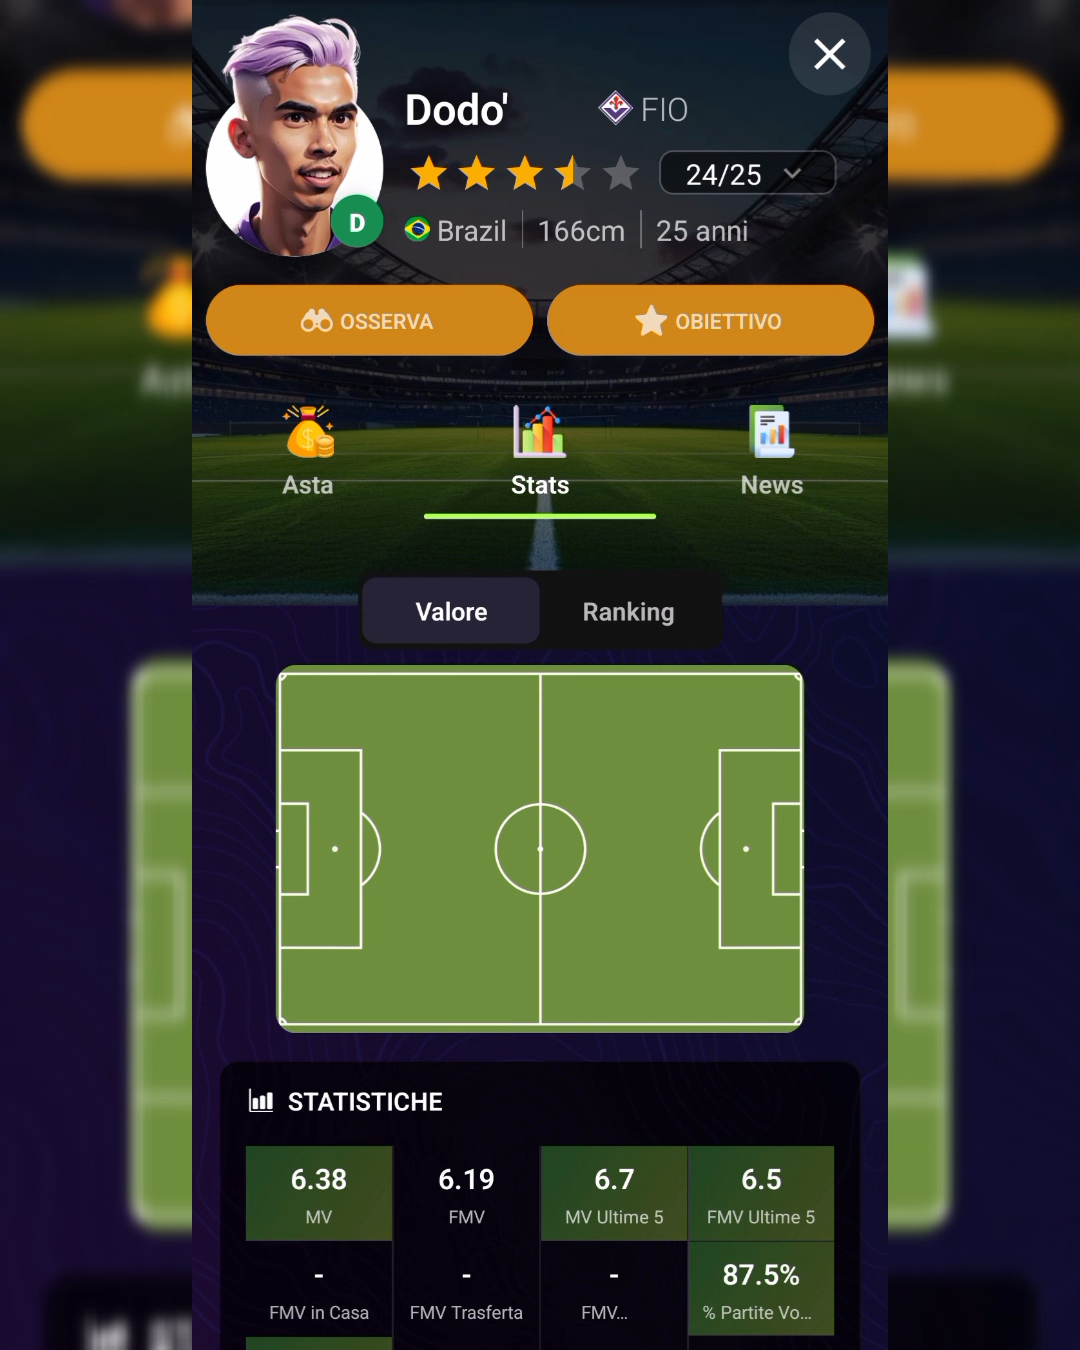 Dodo' FIO
24/25
Brazil 166cm 25 anni
D
OSSERVA OBIETTIVO
Asta Stats News
Valore Ranking
STATISTICHE
6.38 6.19 6.7 6.5
MV FMV MV Ultime 5 FMV Ultime 5
- - - 87.5%
FMV in Casa FMV Trasferta FMV... % Partite Vo...